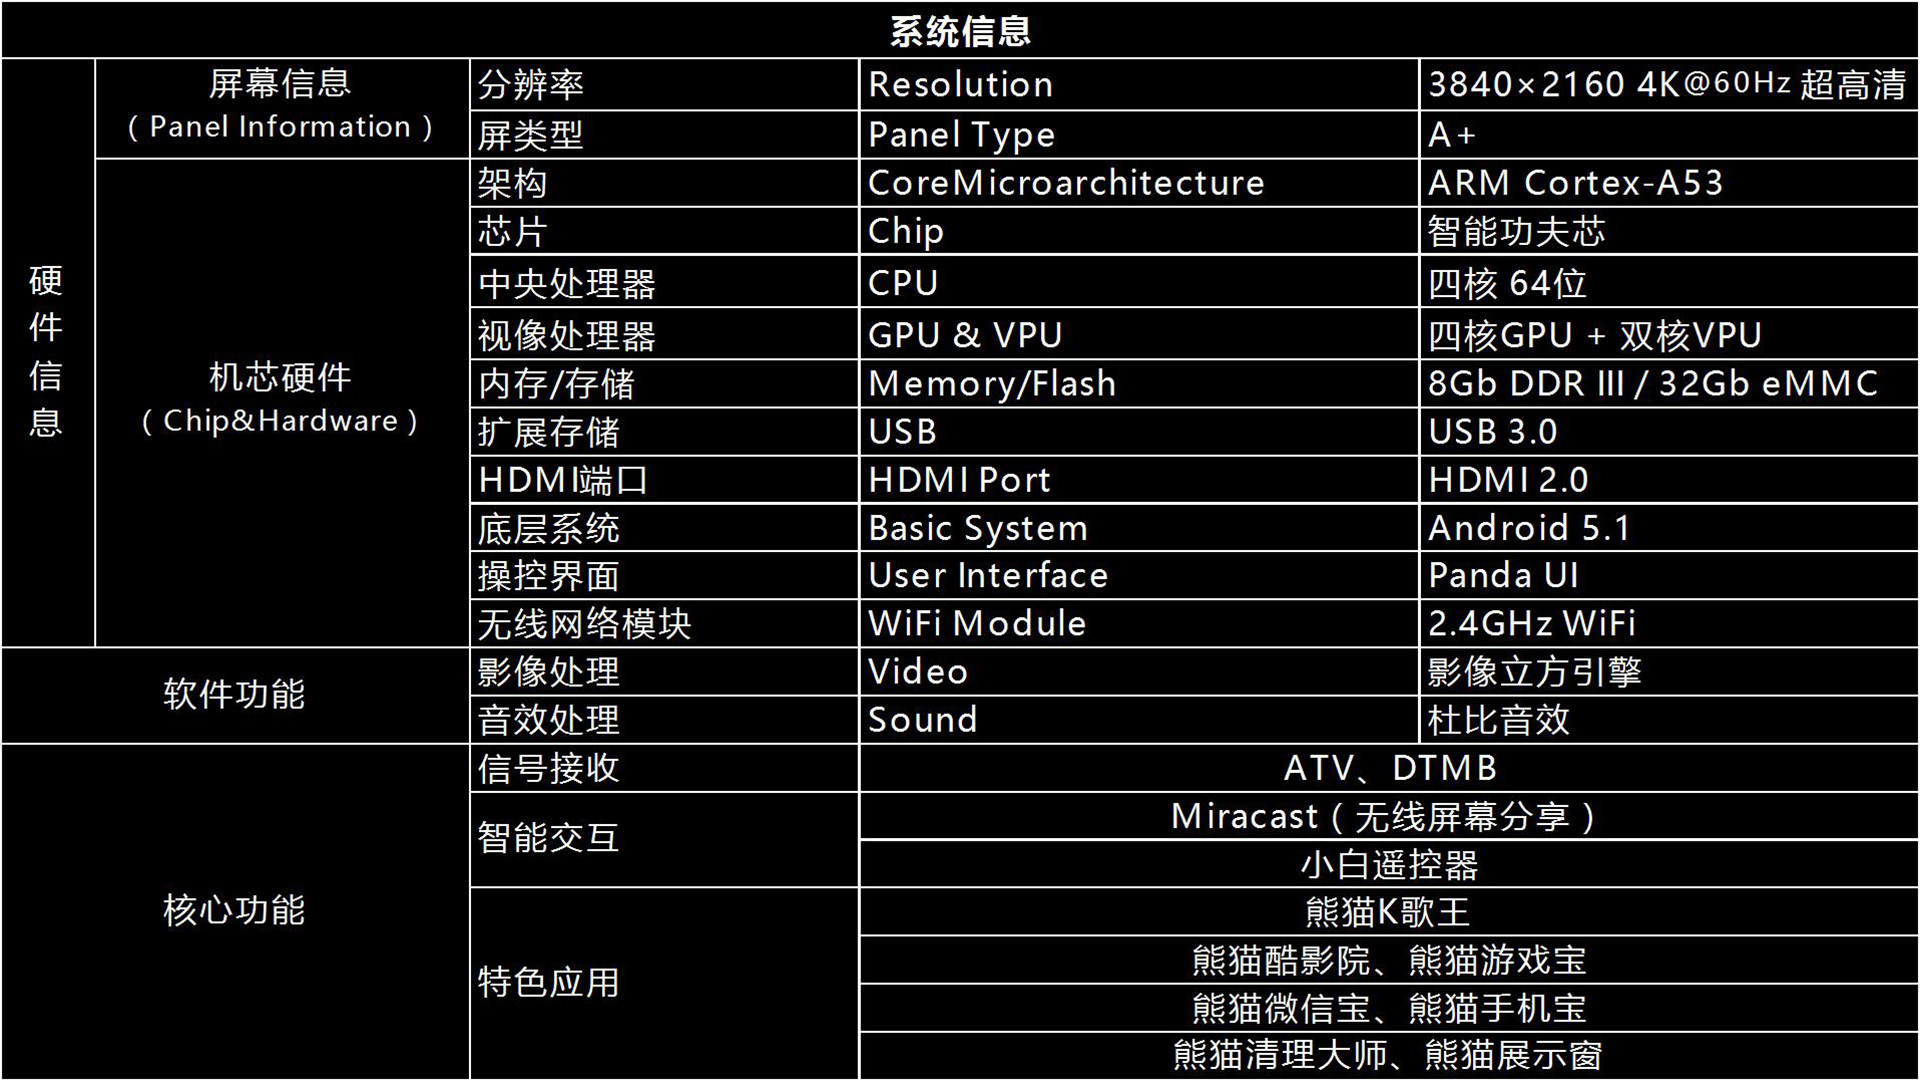 系统信息
硬件信息
屏幕信息
( Panel Information )
分辨率 Resolution 3840×2160 4K@60Hz 超高清
屏类型 Panel Type A+
机芯硬件
( Chip&Hardware )
架构 CoreMicroarchitecture ARM Cortex-A53
芯片 Chip 智能功夫芯
中央处理器 CPU 四核 64位
视像处理器 GPU & VPU 四核GPU + 双核VPU
内存/存储 Memory/Flash 8Gb DDR III / 32Gb eMMC
扩展存储 USB USB 3.0
HDMI端口 HDMI Port HDMI 2.0
底层系统 Basic System Android 5.1
操控界面 User Interface Panda UI
无线网络模块 WiFi Module 2.4GHz WiFi
软件功能
影像处理 Video 影像立方引擎
音效处理 Sound 杜比音效
核心功能
信号接收 ATV、DTMB
智能交互
Miracast ( 无线屏幕分享 )
小白遥控器
特色应用
熊猫K歌王
熊猫酷影院、熊猫游戏宝
熊猫微信宝、熊猫手机宝
熊猫清理大师、熊猫展示窗